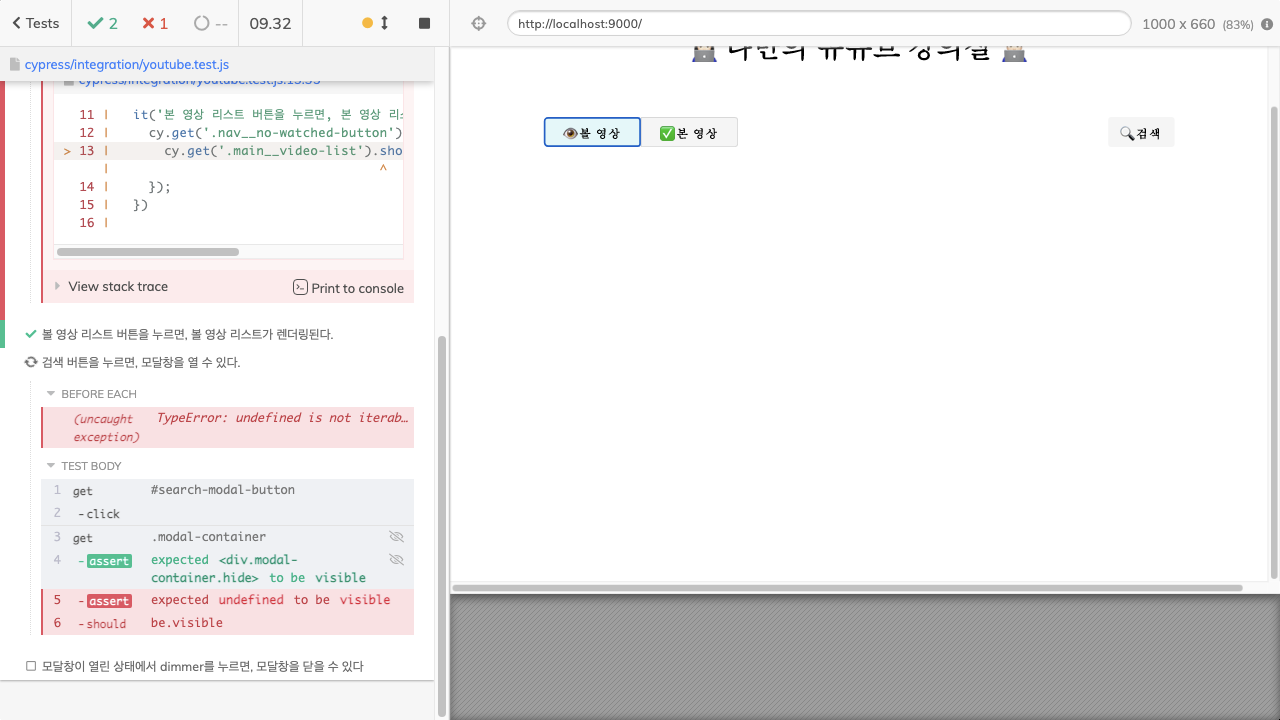 Tests
2
1
--
09.32
http://localhost:9000/
1000 x 660 (83%)
cypress/integration/youtube.test.js
cypress/integration/youtube.test.js:13:55
나만의 유튜브 강의실
11 | it('본 영상 리스트 버튼을 누르면, 본 영상 리스
12 | cy.get('.nav__no-watched-button')
> 13 | cy.get('.main__video-list').sho
| ^
14 | });
15 | })
16 |
👁️볼 영상
✅본 영상
🔍검색
View stack trace
Print to console
볼 영상 리스트 버튼을 누르면, 볼 영상 리스트가 렌더링된다.
검색 버튼을 누르면, 모달창을 열 수 있다.
BEFORE EACH
(uncaught exception) TypeError: undefined is not iterab…
TEST BODY
1 get #search-modal-button
2 -click
3 get .modal-container
4 -assert expected <div.modal-
container.hide> to be visible
5 -assert expected undefined to be visible
6 -should be.visible
모달창이 열린 상태에서 dimmer를 누르면, 모달창을 닫을 수 있다